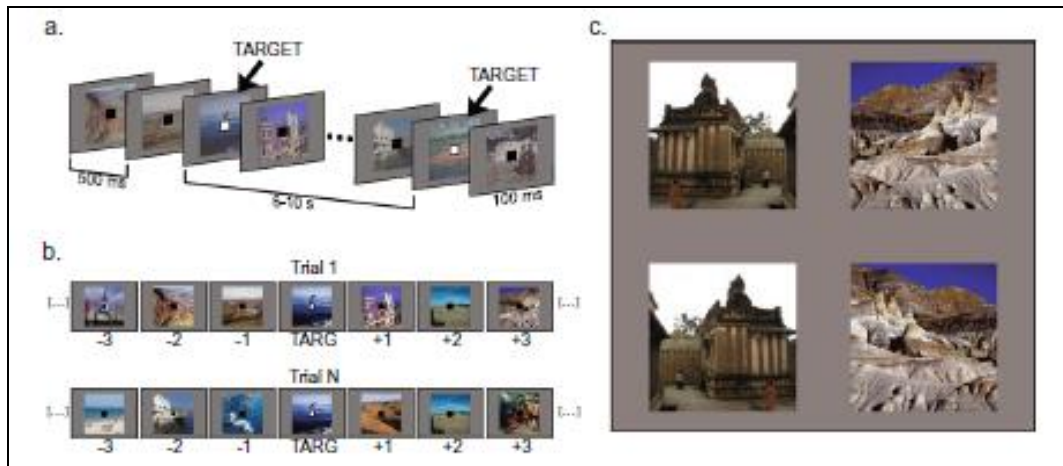 a.
TARGET
TARGET
500 ms
5-10 s
100 ms
b.
Trial 1
[...] [...]
-3 -2 -1 TARG +1 +2 +3
Trial N
[...] [...]
-3 -2 -1 TARG +1 +2 +3
c.